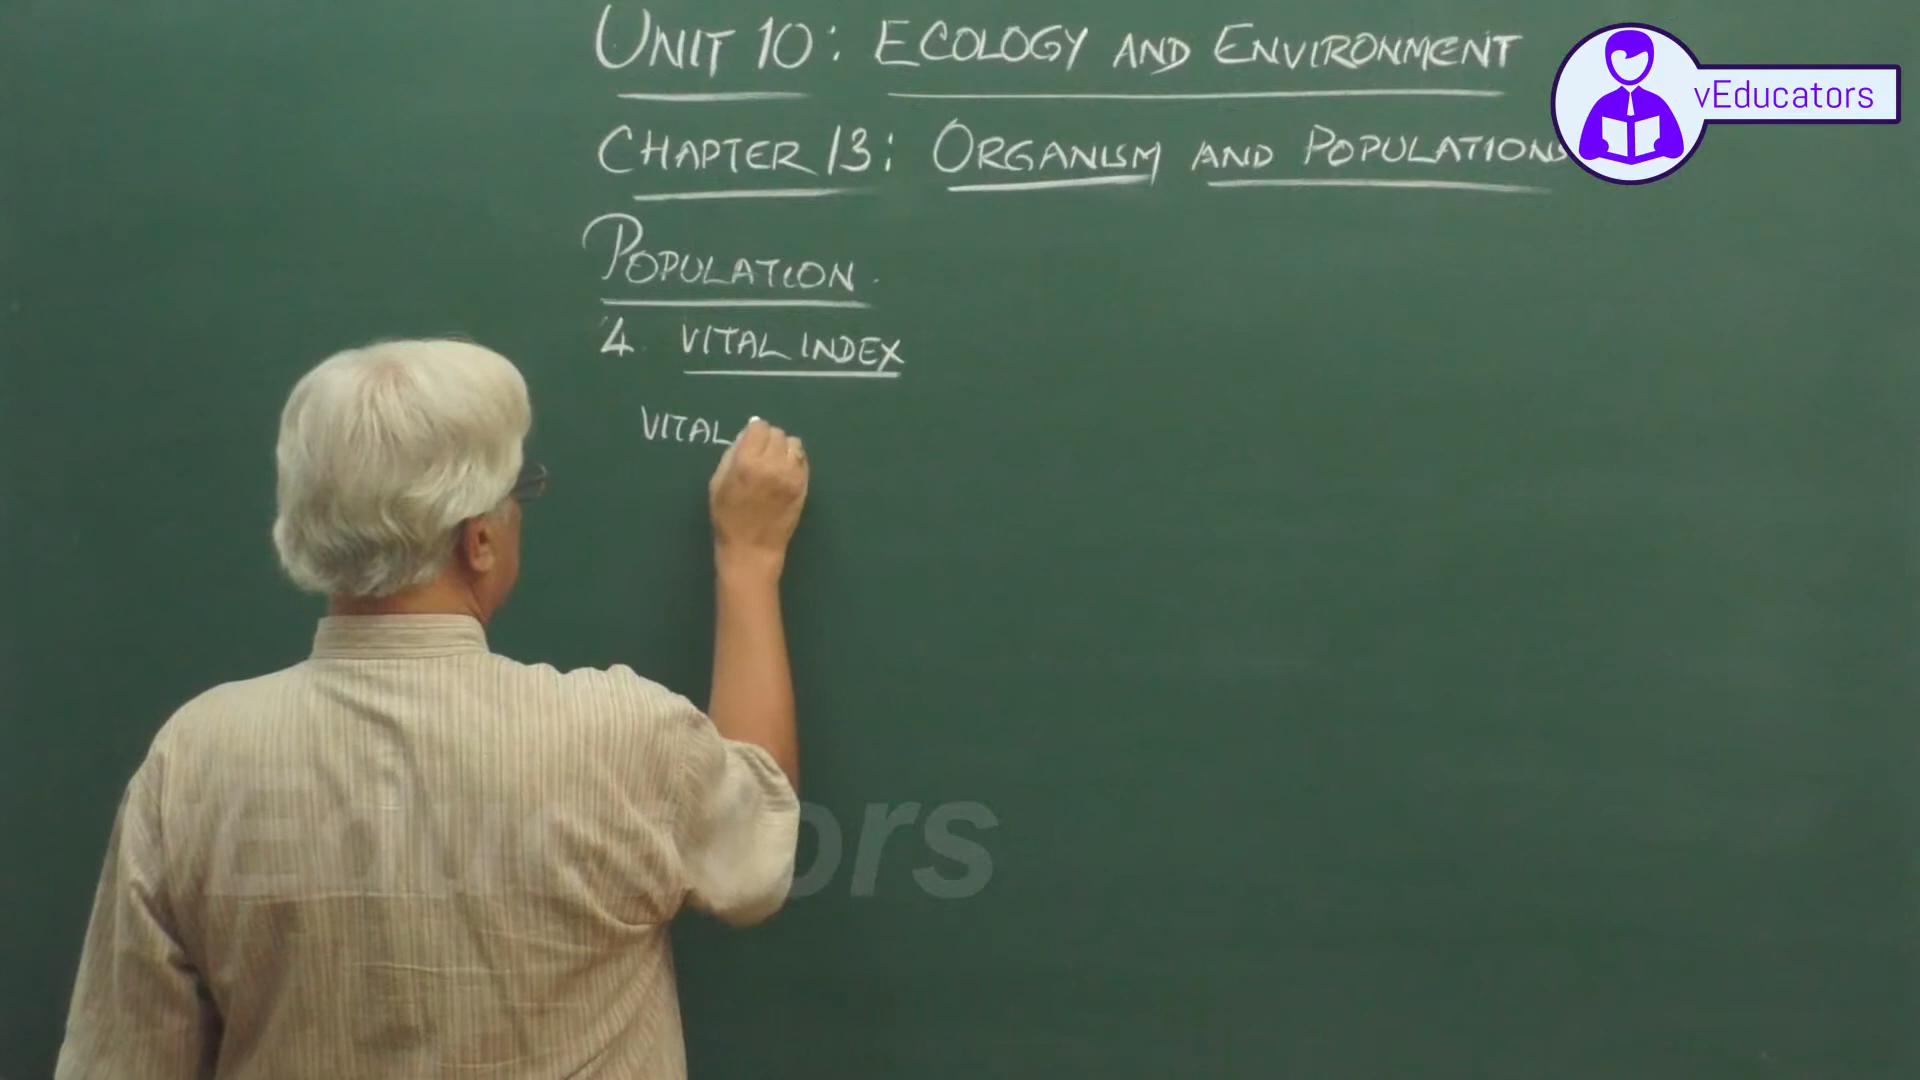 UNIT 10: ECOLOGY AND ENVIRONMENT
vEducators
CHAPTER 13: ORGANISM AND POPULATIONS
POPULATION.
4. VITAL INDEX
VITAL